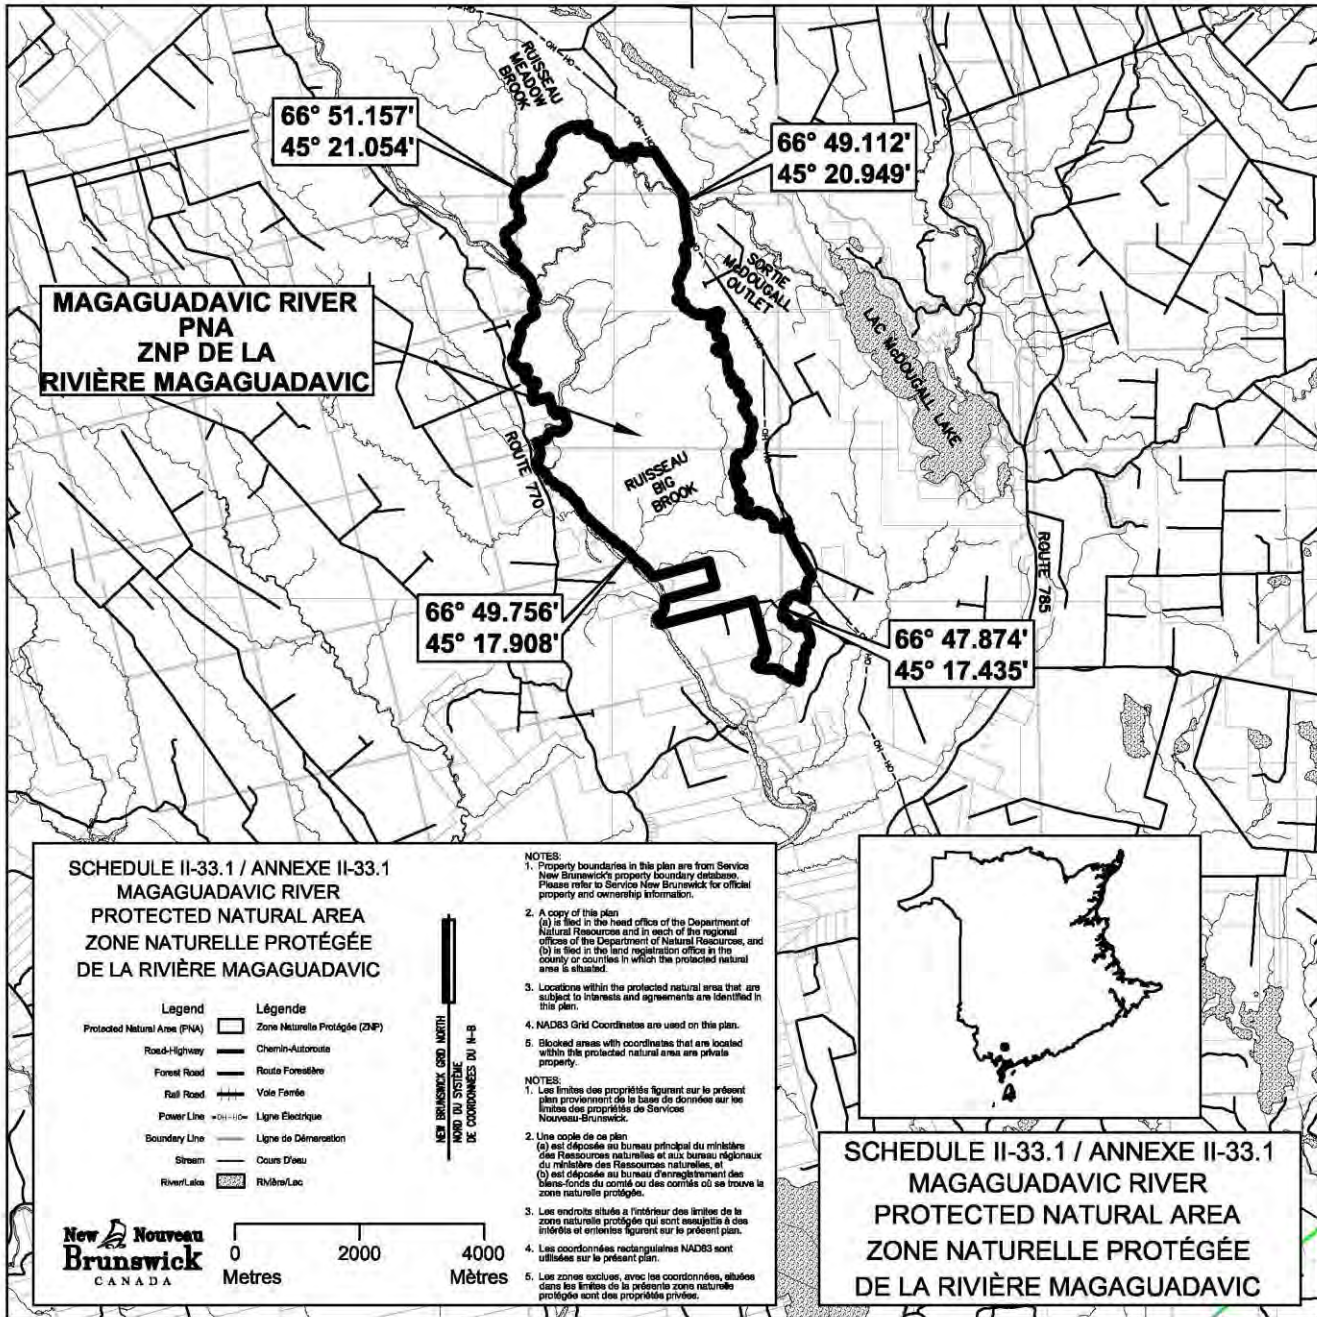 RUISSEAU
MEADOW
BROOK
OH-HO
66° 51.157'
45° 21.054'
66° 49.112'
45° 20.949'
SORTIE
McDOUGALL
OUTLET
LAC McDOUGALL LAKE
MAGAGUADAVIC RIVER
PNA
ZNP DE LA
RIVIÈRE MAGAGUADAVIC
ROUTE 770
RUISSEAU
BIG
BROOK
ROUTE 785
66° 49.756'
45° 17.908'
66° 47.874'
45° 17.435'
SCHEDULE II-33.1 / ANNEXE II-33.1
MAGAGUADAVIC RIVER
PROTECTED NATURAL AREA
ZONE NATURELLE PROTÉGÉE
DE LA RIVIÈRE MAGAGUADAVIC
Legend Légende
Protected Natural Area (PNA) Zone Naturelle Protégée (ZNP)
Road-Highway Chemin-Autoroute
Forest Road Route Forestière
Rail Road Voie Ferrée
Power Line OH-HO Ligne Électrique
Boundary Line Ligne de Démarcation
Stream Cours D'eau
River/Lake Rivière/Lac
NEW BRUNSWICK GRID NORTH
NORD DU SYSTÈME
DE COORDONNÉES DU N-B
New Nouveau
Brunswick
CANADA
0 2000 4000
Metres Mètres
NOTES:
1. Property boundaries in this plan are from Service
New Brunswick's property boundary database.
Please refer to Service New Brunswick for official
property and ownership information.
2. A copy of this plan
(a) is filed in the head office of the Department of
Natural Resources and in each of the regional
offices of the Department of Natural Resources, and
(b) is filed in the land registration office in the
county or counties in which the protected natural
area is situated.
3. Locations within the protected natural area that are
subject to interests and agreements are identified in
this plan.
4. NAD83 Grid Coordinates are used on this plan.
5. Blocked areas with coordinates that are located
within this protected natural area are private
property.
NOTES:
1. Les limites des propriétés figurant sur le présent
plan proviennent de la base de données sur les
limites des propriétés de Services
Nouveau-Brunswick.
2. Une copie de ce plan
(a) est déposée au bureau principal du ministère
des Ressources naturelles et aux bureau régionaux
du ministère des Ressources naturelles, et
(b) est déposée au bureau d'enregistrement des
biens-fonds du comté ou des comtés où se trouve la
zone naturelle protégée.
3. Les endroits situés a l'intérieur des limites de la
zone naturelle protégée qui sont assujettis à des
intérêts et ententes figurent sur le présent plan.
4. Les coordonnées rectangulaires NAD83 sont
utilisées sur le présent plan.
5. Les zones exclues, avec les coordonnées, situées
dans les limites de la présente zone naturelle
protégée sont des propriétés privées.
SCHEDULE II-33.1 / ANNEXE II-33.1
MAGAGUADAVIC RIVER
PROTECTED NATURAL AREA
ZONE NATURELLE PROTÉGÉE
DE LA RIVIÈRE MAGAGUADAVIC